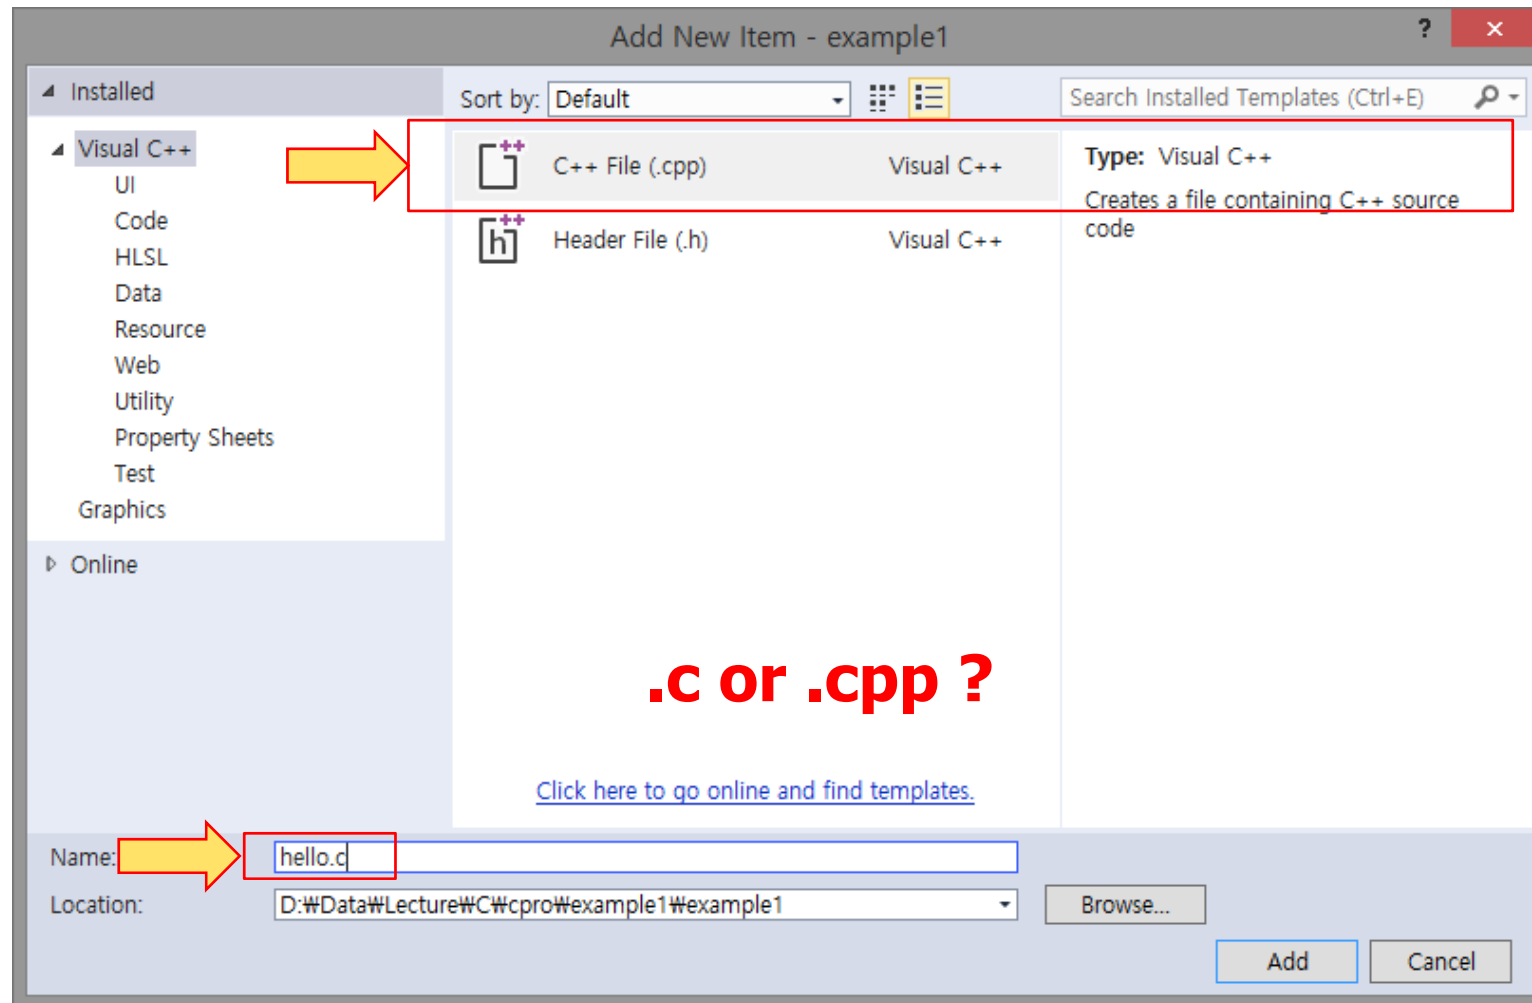 Add New Item - example1
?
Installed
Sort by: Default
Search Installed Templates (Ctrl+E)
Visual C++
UI
Code
HLSL
Data
Resource
Web
Utility
Property Sheets
Test
Graphics
Online
C++ File (.cpp) Visual C++
Header File (.h) Visual C++
Type: Visual C++
Creates a file containing C++ source
code
.c or .cpp ?
Click here to go online and find templates.
Name: hello.c
Location: D:₩Data₩Lecture₩C₩cpro₩example1₩example1
Browse...
Add Cancel